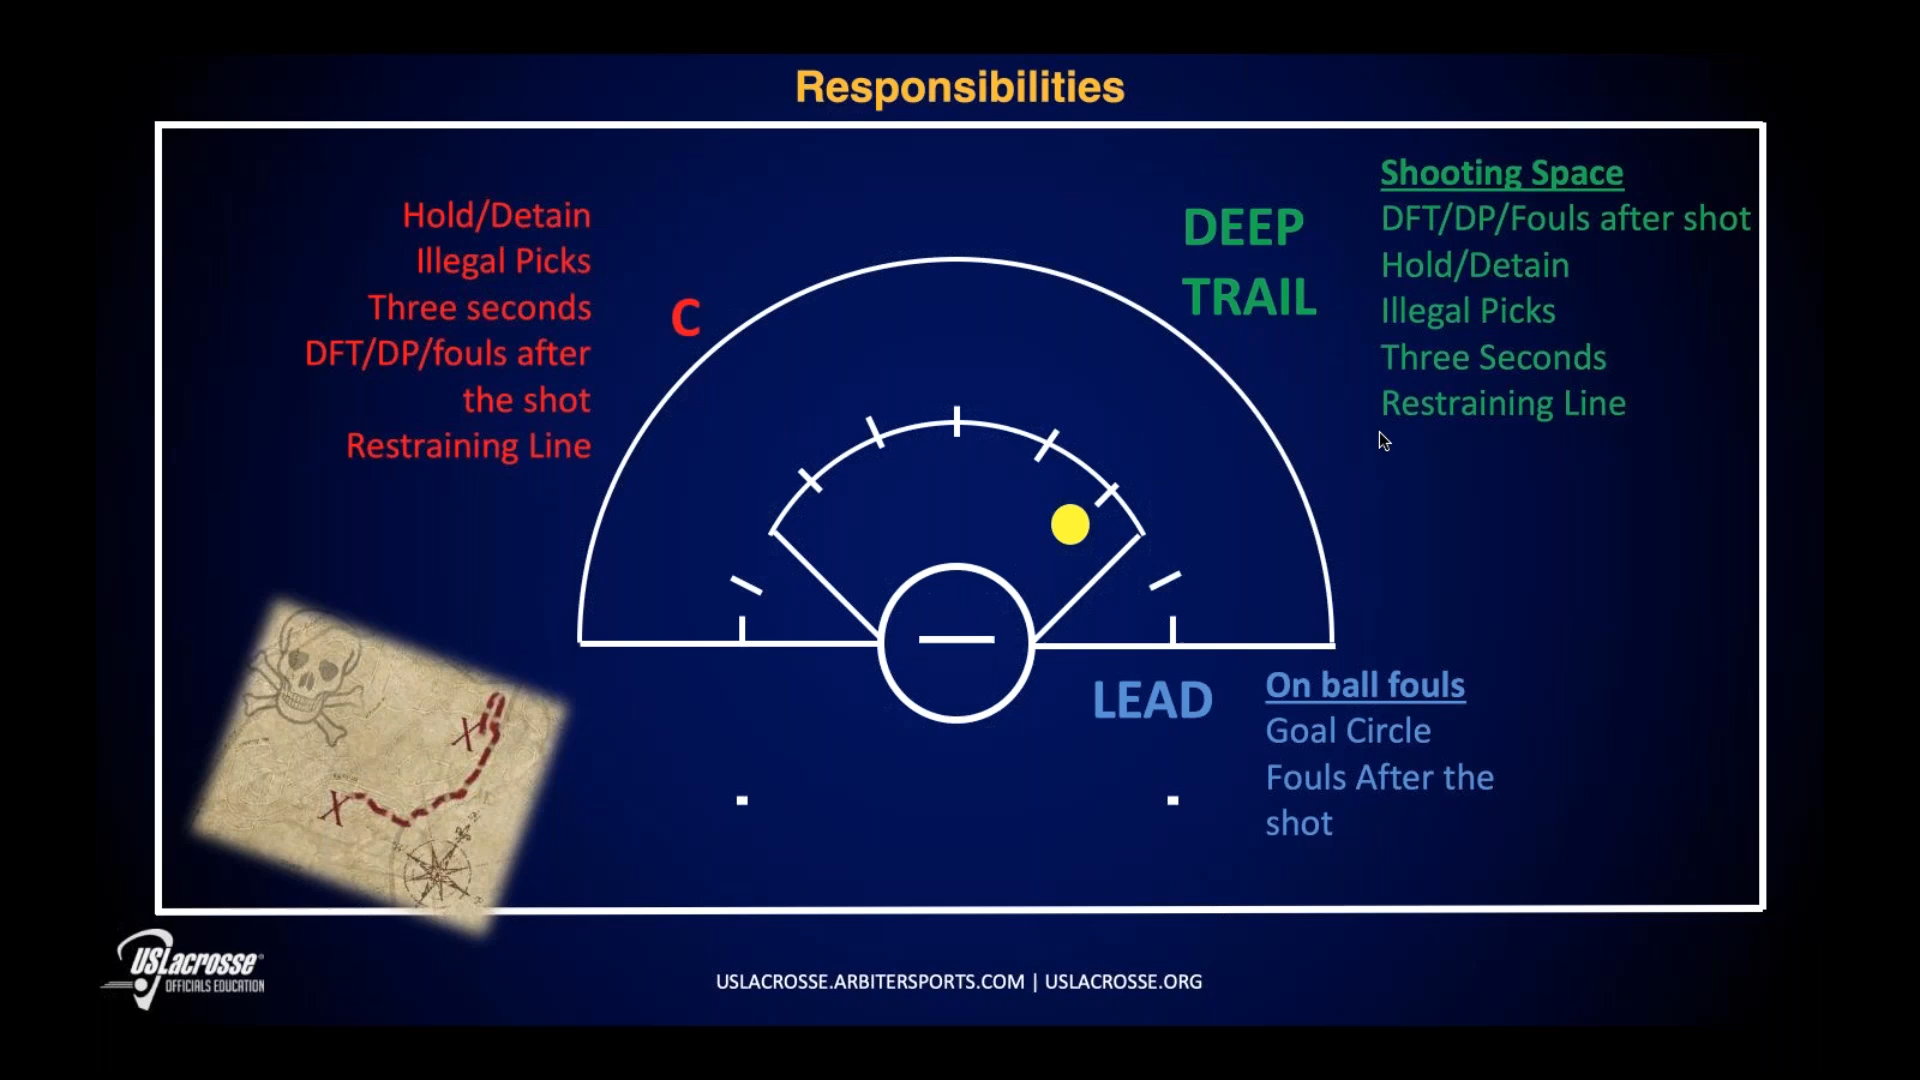 Responsibilities
Hold/Detain
Illegal Picks
Three seconds
DFT/DP/fouls after
the shot
Restraining Line
C
DEEP
TRAIL
Shooting Space
DFT/DP/Fouls after shot
Hold/Detain
Illegal Picks
Three Seconds
Restraining Line
LEAD
On ball fouls
Goal Circle
Fouls After the
shot
X
X
USLacrosse
OFFICIALS EDUCATION
USLACROSSE.ARBITERSPORTS.COM | USLACROSSE.ORG